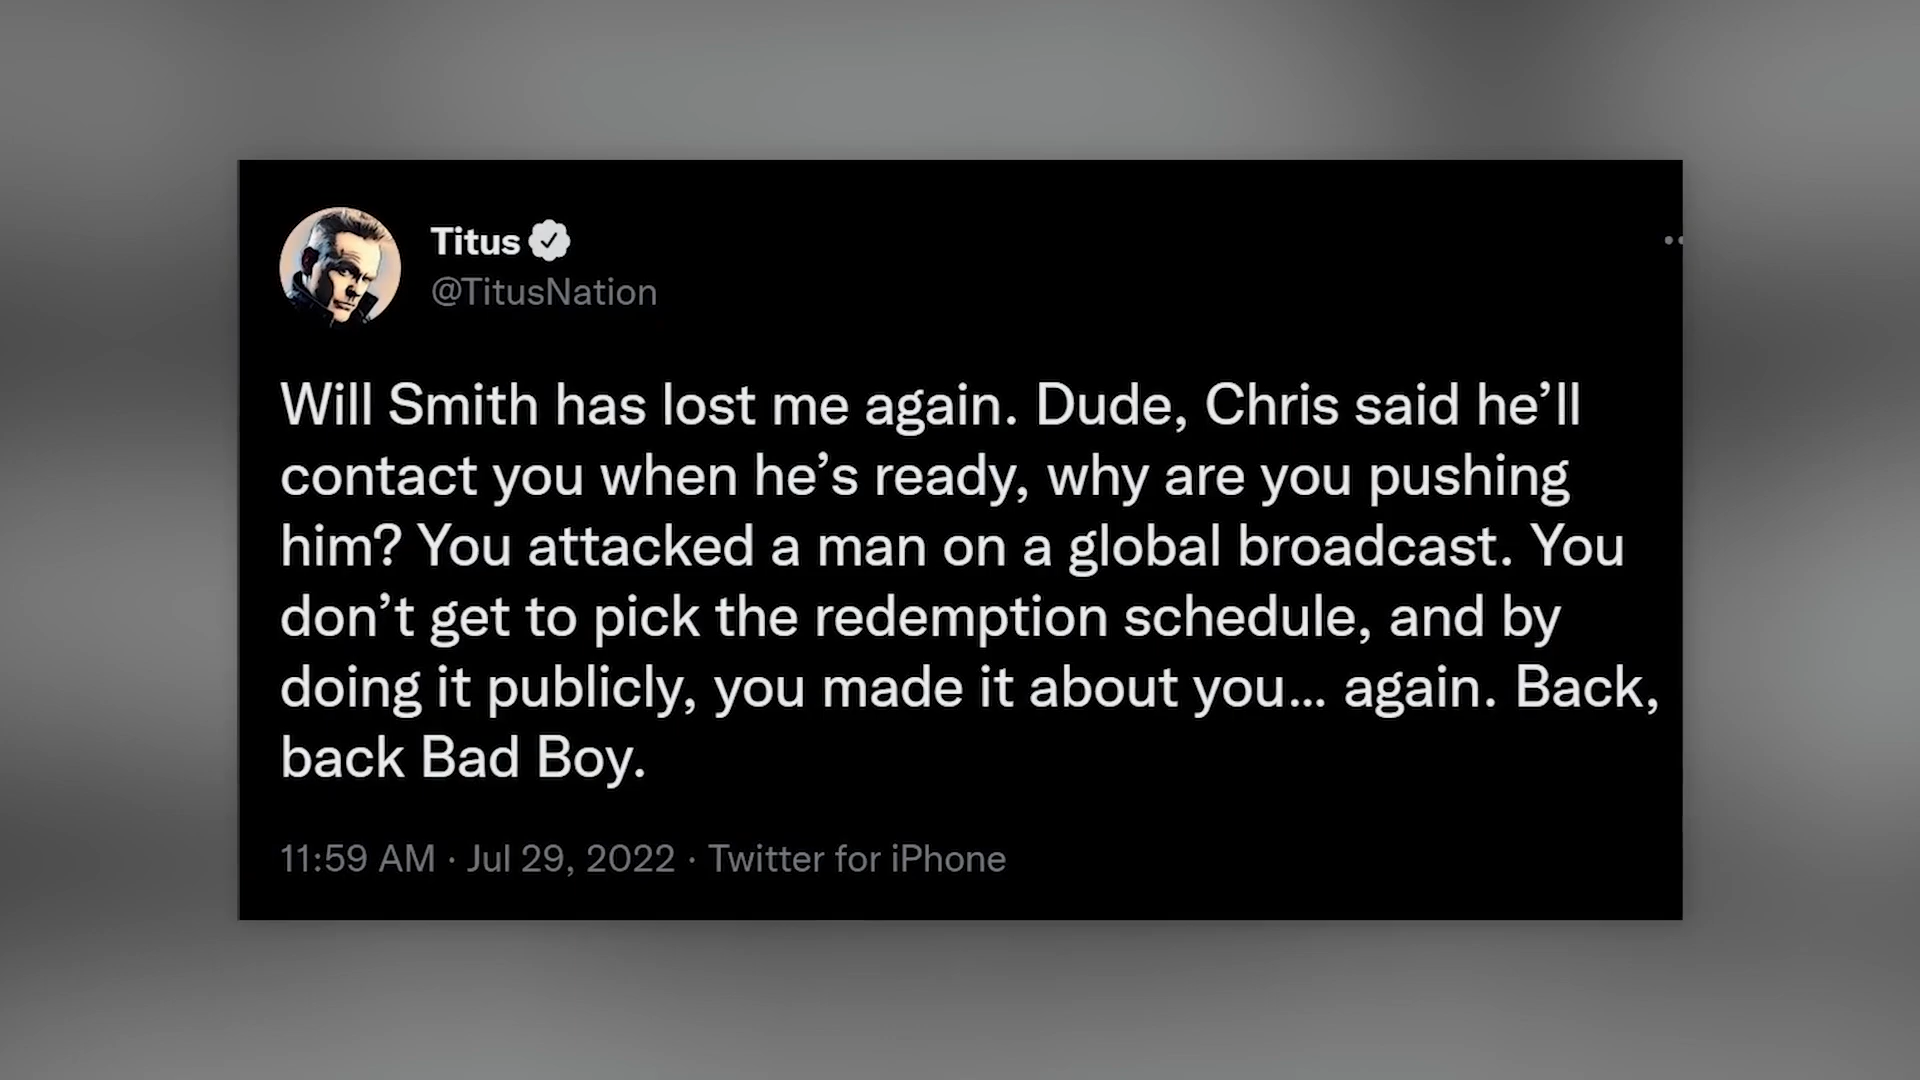 Titus
@TitusNation
Will Smith has lost me again. Dude, Chris said he’ll
contact you when he’s ready, why are you pushing
him? You attacked a man on a global broadcast. You
don’t get to pick the redemption schedule, and by
doing it publicly, you made it about you... again. Back,
back Bad Boy.
11:59 AM · Jul 29, 2022 · Twitter for iPhone